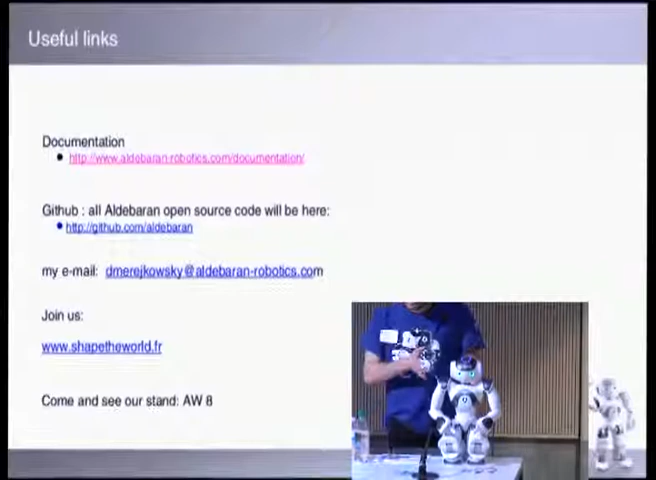 Useful links
Documentation
http://www.aldebaran-robotics.com/documentation/
Github : all Aldebaran open source code will be here:
http://github.com/aldebaran
my e-mail: dmerejkowsky@aldebaran-robotics.com
Join us:
www.shapetheworld.fr
Come and see our stand: AW 8